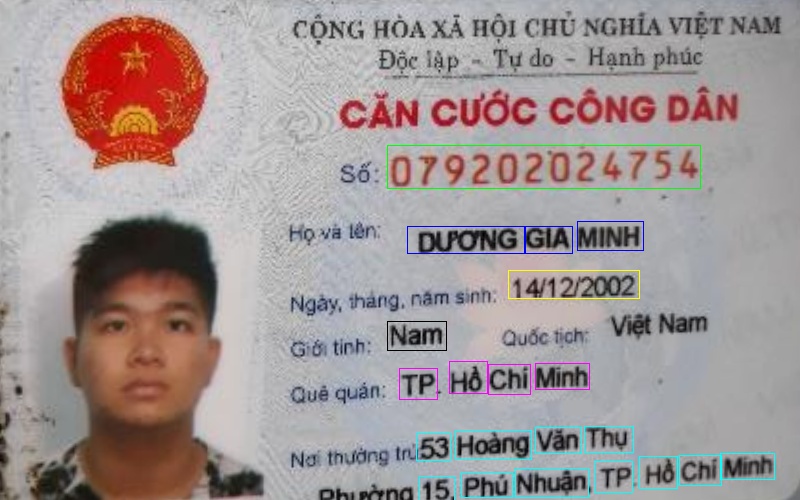 CỘNG HÒA XÃ HỘI CHỦ NGHĨA VIỆT NAM
Độc lập - Tự do - Hạnh phúc
CĂN CƯỚC CÔNG DÂN
Số: 079202024754
Họ và tên: DƯƠNG GIA MINH
Ngày, tháng, năm sinh: 14/12/2002
Giới tính: Nam Quốc tịch: Việt Nam
Quê quán: TP. Hồ Chí Minh
Nơi thường trú: 53 Hoàng Văn Thụ
Phường 15, Phú Nhuận, TP. Hồ Chí Minh